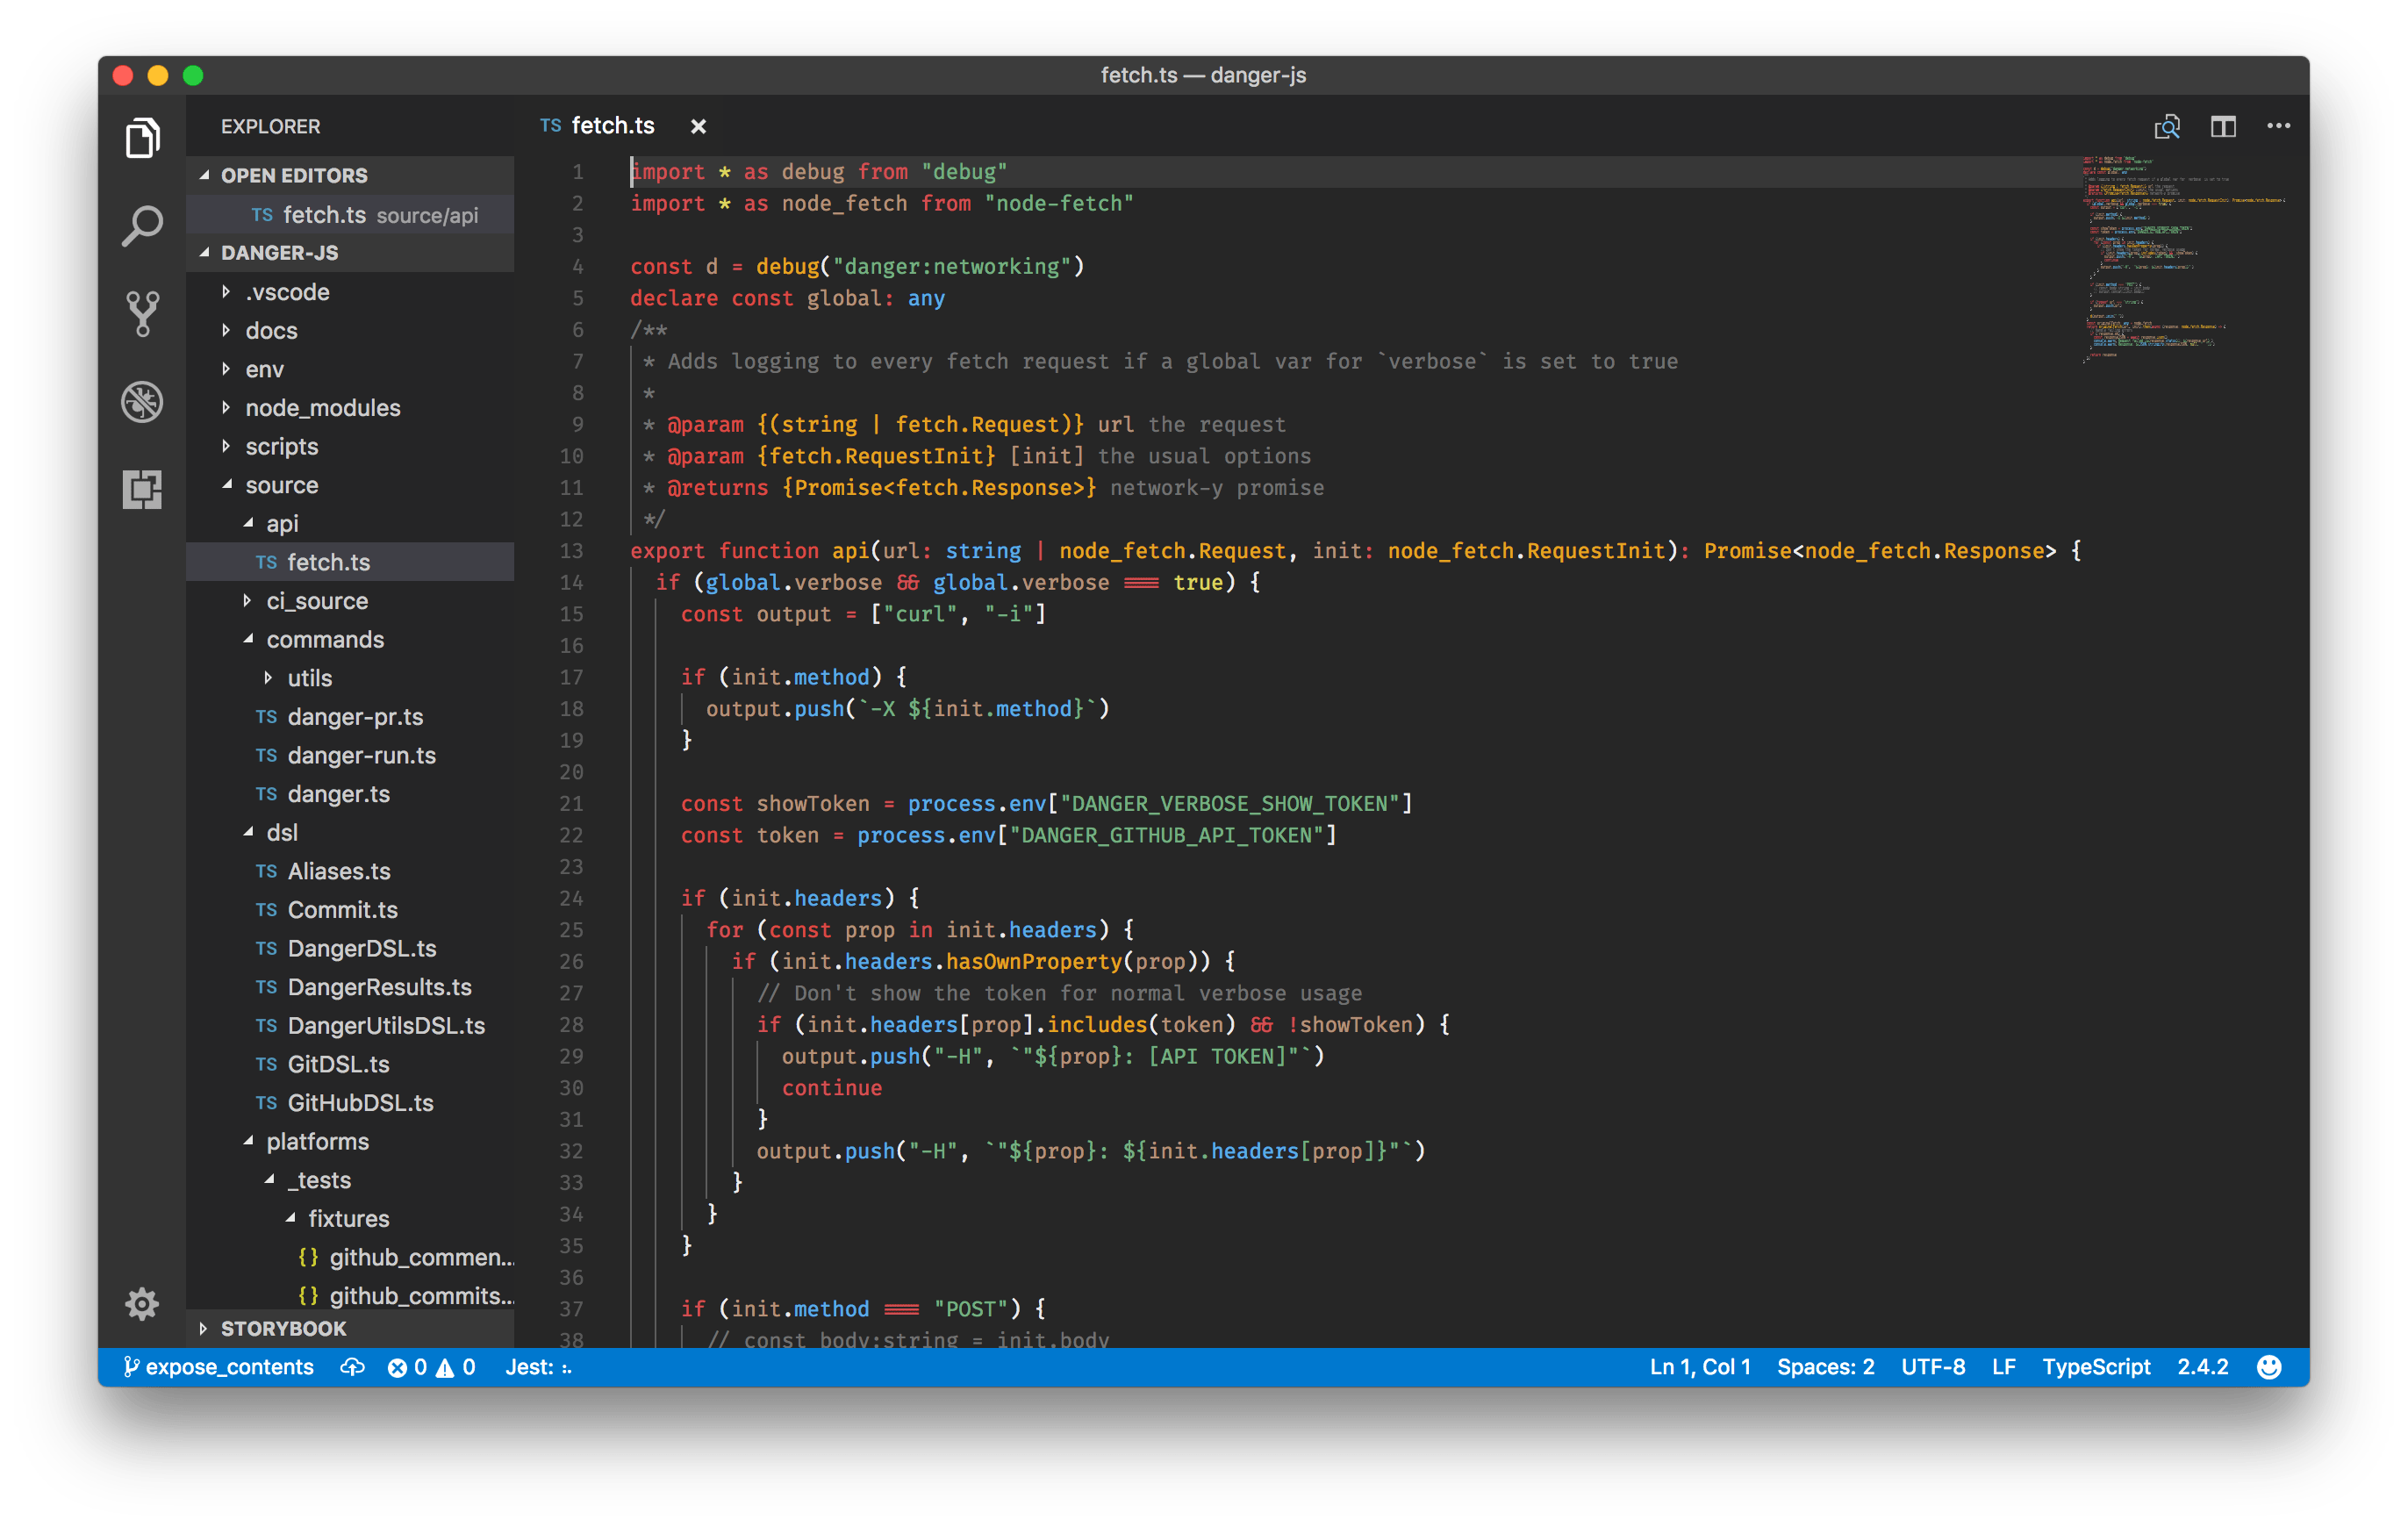 fetch.ts — danger-js
EXPLORER
OPEN EDITORS
TS fetch.ts source/api
DANGER-JS
.vscode
docs
env
node_modules
scripts
source
api
TS fetch.ts
ci_source
commands
utils
TS danger-pr.ts
TS danger-run.ts
TS danger.ts
dsl
TS Aliases.ts
TS Commit.ts
TS DangerDSL.ts
TS DangerResults.ts
TS DangerUtilsDSL.ts
TS GitDSL.ts
TS GitHubDSL.ts
platforms
_tests
fixtures
{} github_commen...
{} github_commits...
STORYBOOK
TS fetch.ts
1 import * as debug from "debug"
2 import * as node_fetch from "node-fetch"
3
4 const d = debug("danger:networking")
5 declare const global: any
6 /**
7 * Adds logging to every fetch request if a global var for `verbose` is set to true
8 *
9 * @param {(string | fetch.Request)} url the request
10 * @param {fetch.RequestInit} [init] the usual options
11 * @returns {Promise<fetch.Response>} network-y promise
12 */
13 export function api(url: string | node_fetch.Request, init: node_fetch.RequestInit): Promise<node_fetch.Response> {
14 if (global.verbose && global.verbose === true) {
15 const output = ["curl", "-i"]
16
17 if (init.method) {
18 output.push(`-X ${init.method}`)
19 }
20
21 const showToken = process.env["DANGER_VERBOSE_SHOW_TOKEN"]
22 const token = process.env["DANGER_GITHUB_API_TOKEN"]
23
24 if (init.headers) {
25 for (const prop in init.headers) {
26 if (init.headers.hasOwnProperty(prop)) {
27 // Don't show the token for normal verbose usage
28 if (init.headers[prop].includes(token) && !showToken) {
29 output.push("-H", `"${prop}: [API TOKEN]"`)
30 continue
31 }
32 output.push("-H", `"${prop}: ${init.headers[prop]}"`)
33 }
34 }
35 }
36
37 if (init.method === "POST") {
38 // const body:string = init.body
expose_contents 0 0 Jest: :.
Ln 1, Col 1 Spaces: 2 UTF-8 LF TypeScript 2.4.2